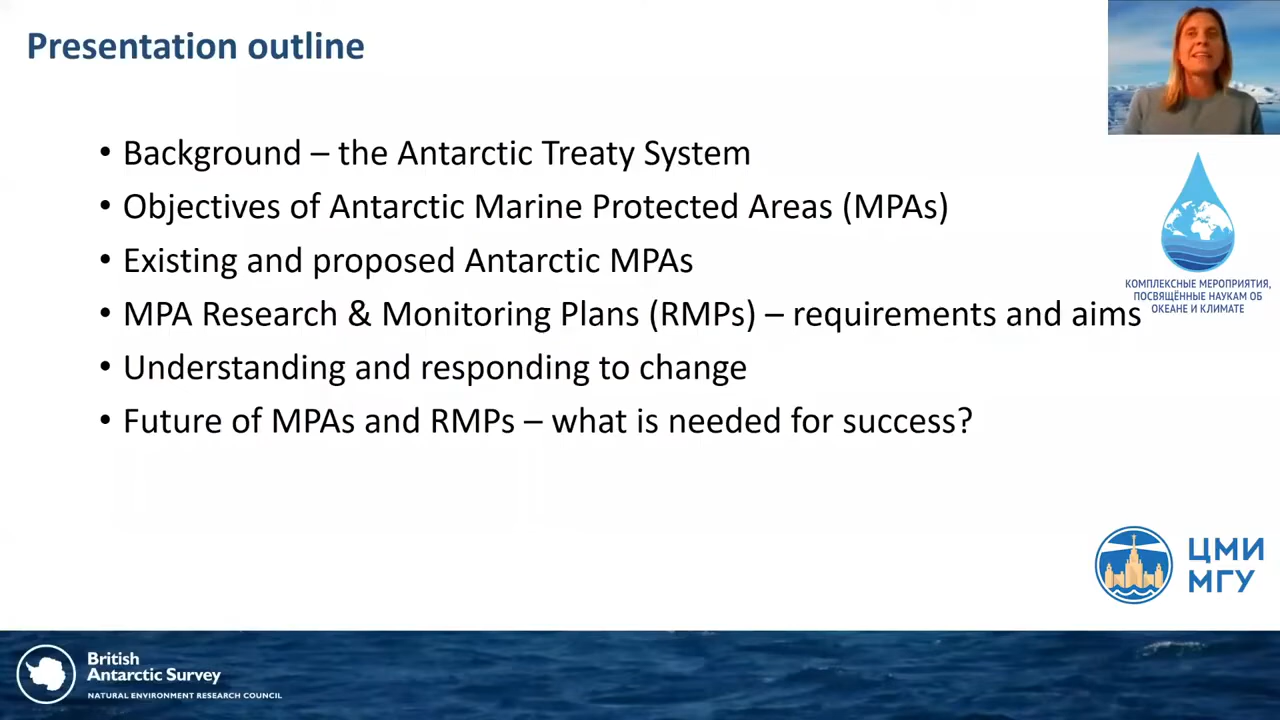 Presentation outline
• Background – the Antarctic Treaty System
• Objectives of Antarctic Marine Protected Areas (MPAs)
• Existing and proposed Antarctic MPAs
• MPA Research & Monitoring Plans (RMPs) – requirements and aims
• Understanding and responding to change
• Future of MPAs and RMPs – what is needed for success?
КОМПЛЕКСНЫЕ МЕРОПРИЯТИЯ,
ПОСВЯЩЁННЫЕ НАУКАМ ОБ
ОКЕАНЕ И КЛИМАТЕ
ЦМИ
МГУ
British
Antarctic Survey
NATURAL ENVIRONMENT RESEARCH COUNCIL